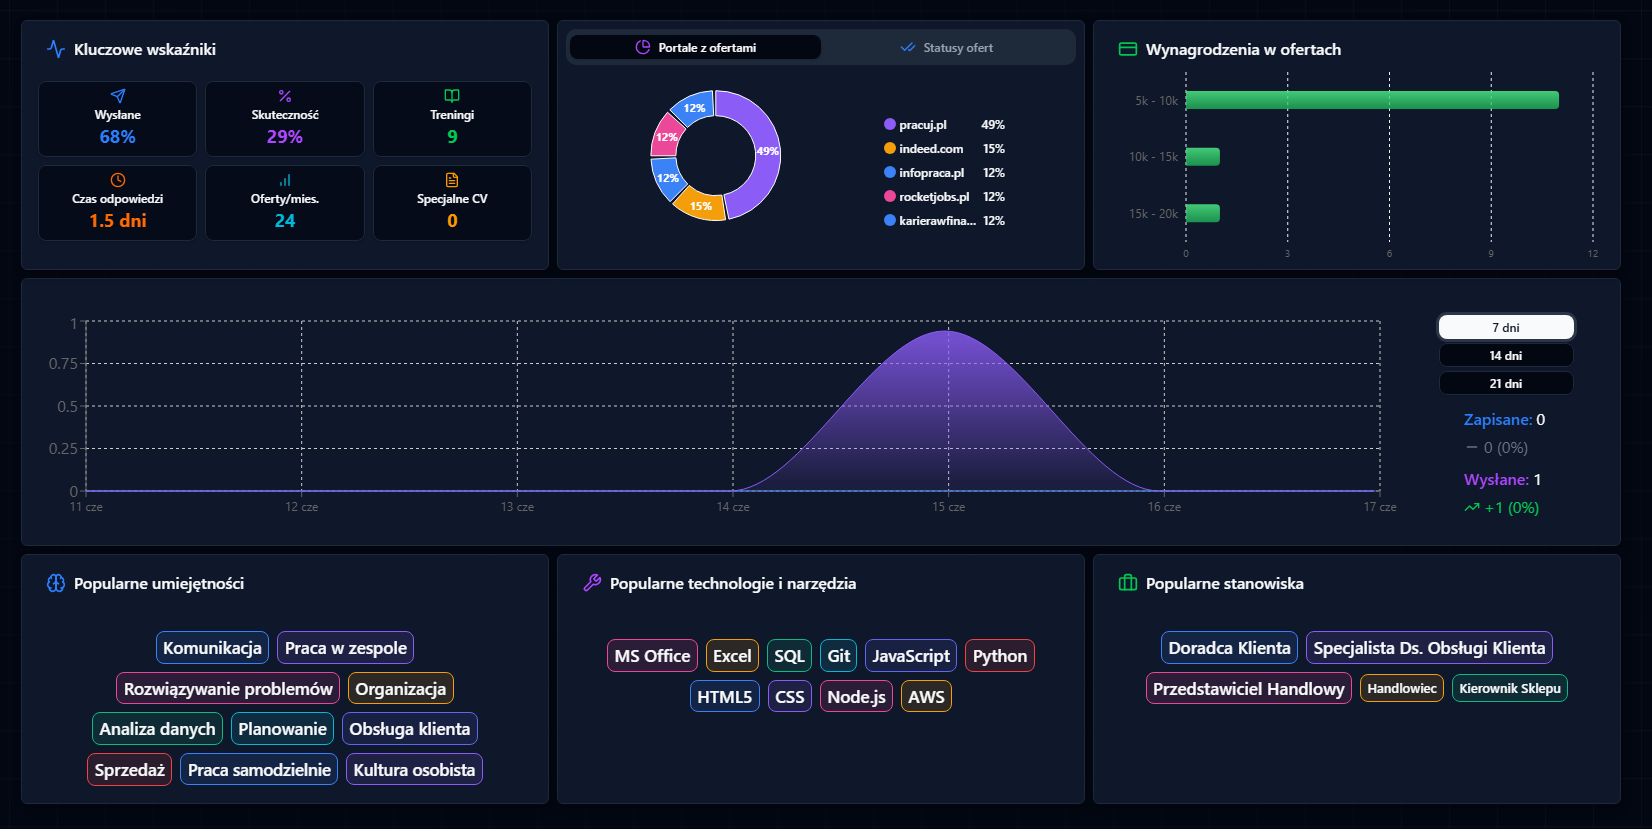 Kluczowe wskaźniki
Wysłane
68%
Skuteczność
29%
Treningi
9
Czas odpowiedzi
1.5 dni
Oferty/mies.
24
Specjalne CV
0
Portale z ofertami
Statusy ofert
12%
49%
12%
12%
15%
pracuj.pl 49%
indeed.com 15%
infopraca.pl 12%
rocketjobs.pl 12%
karierawfina... 12%
Wynagrodzenia w ofertach
5k - 10k
10k - 15k
15k - 20k
0 3 6 9 12
1
0.75
0.5
0.25
0
11 cze 12 cze 13 cze 14 cze 15 cze 16 cze 17 cze
7 dni
14 dni
21 dni
Zapisane: 0
0 (0%)
Wysłane: 1
+1 (0%)
Popularne umiejętności
Komunikacja Praca w zespole
Rozwiązywanie problemów Organizacja
Analiza danych Planowanie Obsługa klienta
Sprzedaż Praca samodzielnie Kultura osobista
Popularne technologie i narzędzia
MS Office Excel SQL Git JavaScript Python
HTML5 CSS Node.js AWS
Popularne stanowiska
Doradca Klienta Specjalista Ds. Obsługi Klienta
Przedstawiciel Handlowy Handlowiec Kierownik Sklepu